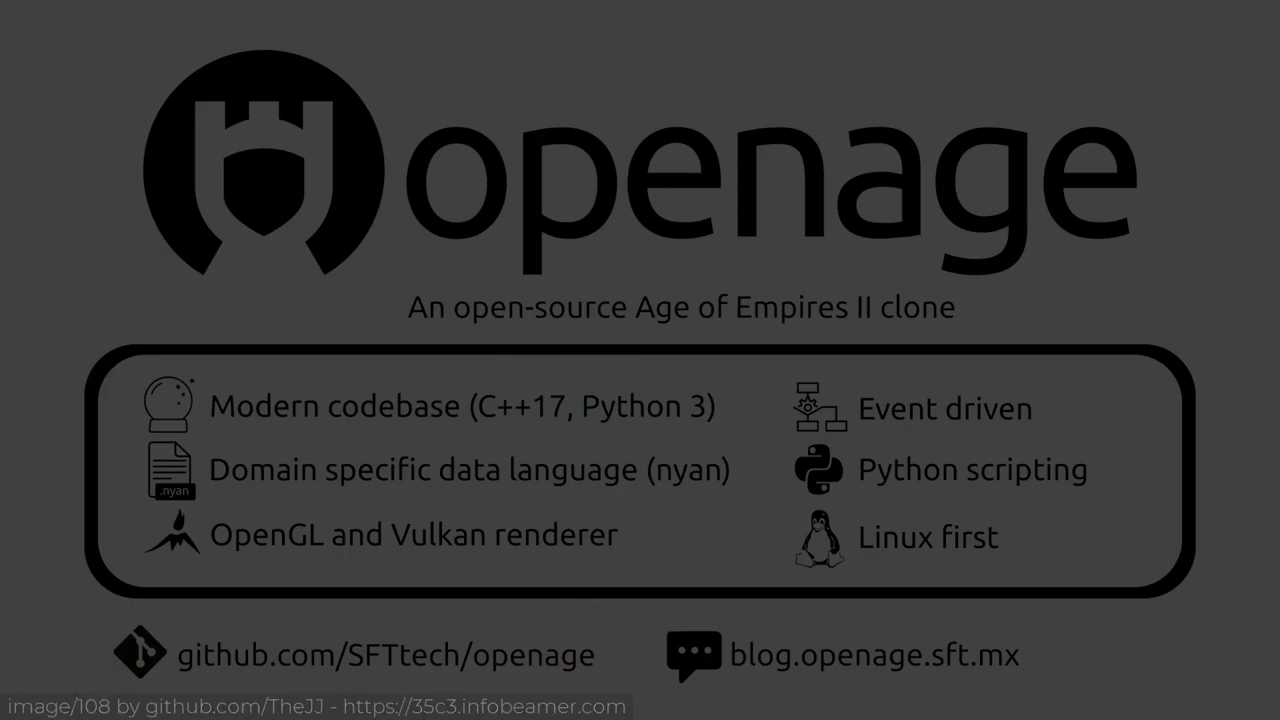 openage
An open-source Age of Empires II clone
Modern codebase (C++17, Python 3)
Event driven
.nyan
Domain specific data language (nyan)
Python scripting
OpenGL and Vulkan renderer
Linux first
github.com/SFTtech/openage
blog.openage.sft.mx
image/108 by github.com/TheJJ - https://35c3.infobeamer.com